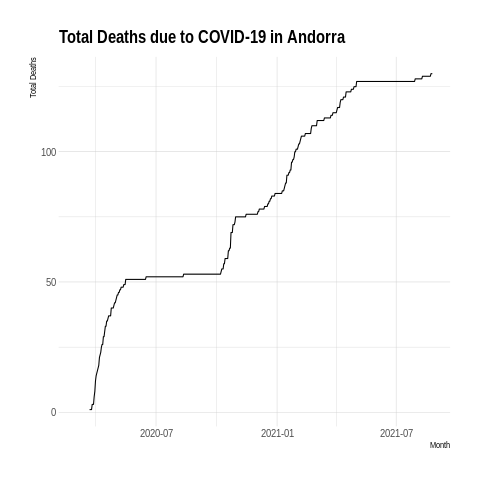 Total Deaths due to COVID-19 in Andorra
Total Deaths
100
50
0
2020-07
2021-01
2021-07
Month